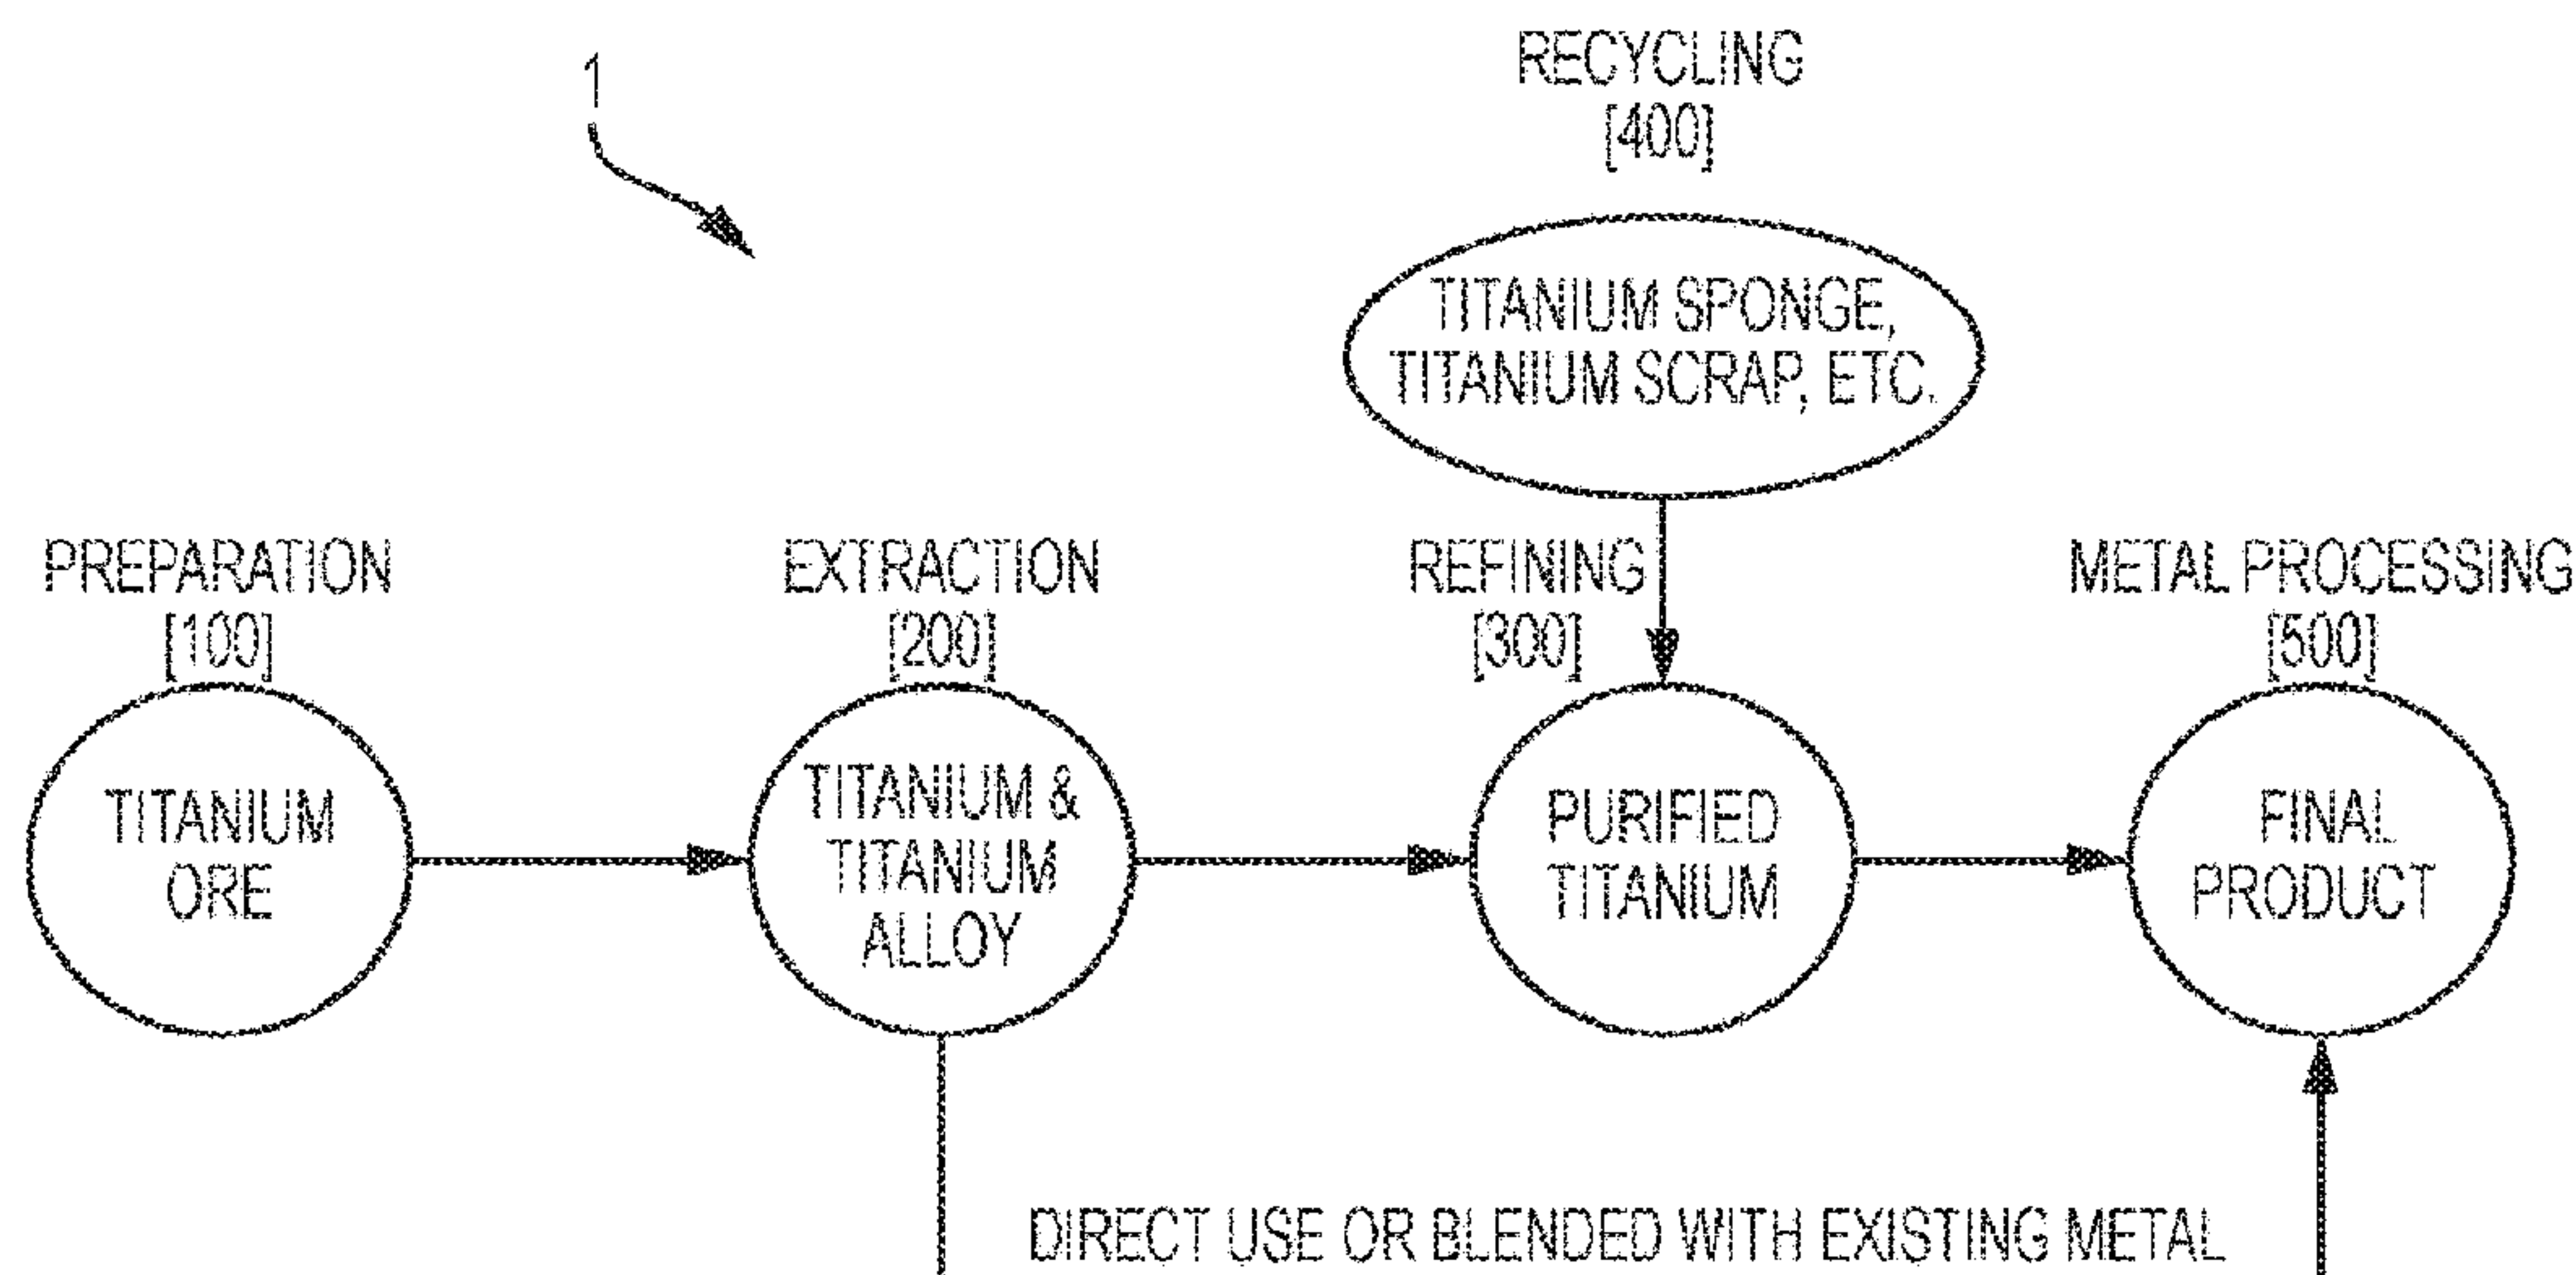 1
RECYCLING
[400]
TITANIUM SPONGE,
TITANIUM SCRAP, ETC.
PREPARATION
[100]
TITANIUM
ORE
EXTRACTION
[200]
TITANIUM &
TITANIUM
ALLOY
REFINING
[300]
PURIFIED
TITANIUM
METAL PROCESSING
[500]
FINAL
PRODUCT
DIRECT USE OR BLENDED WITH EXISTING METAL